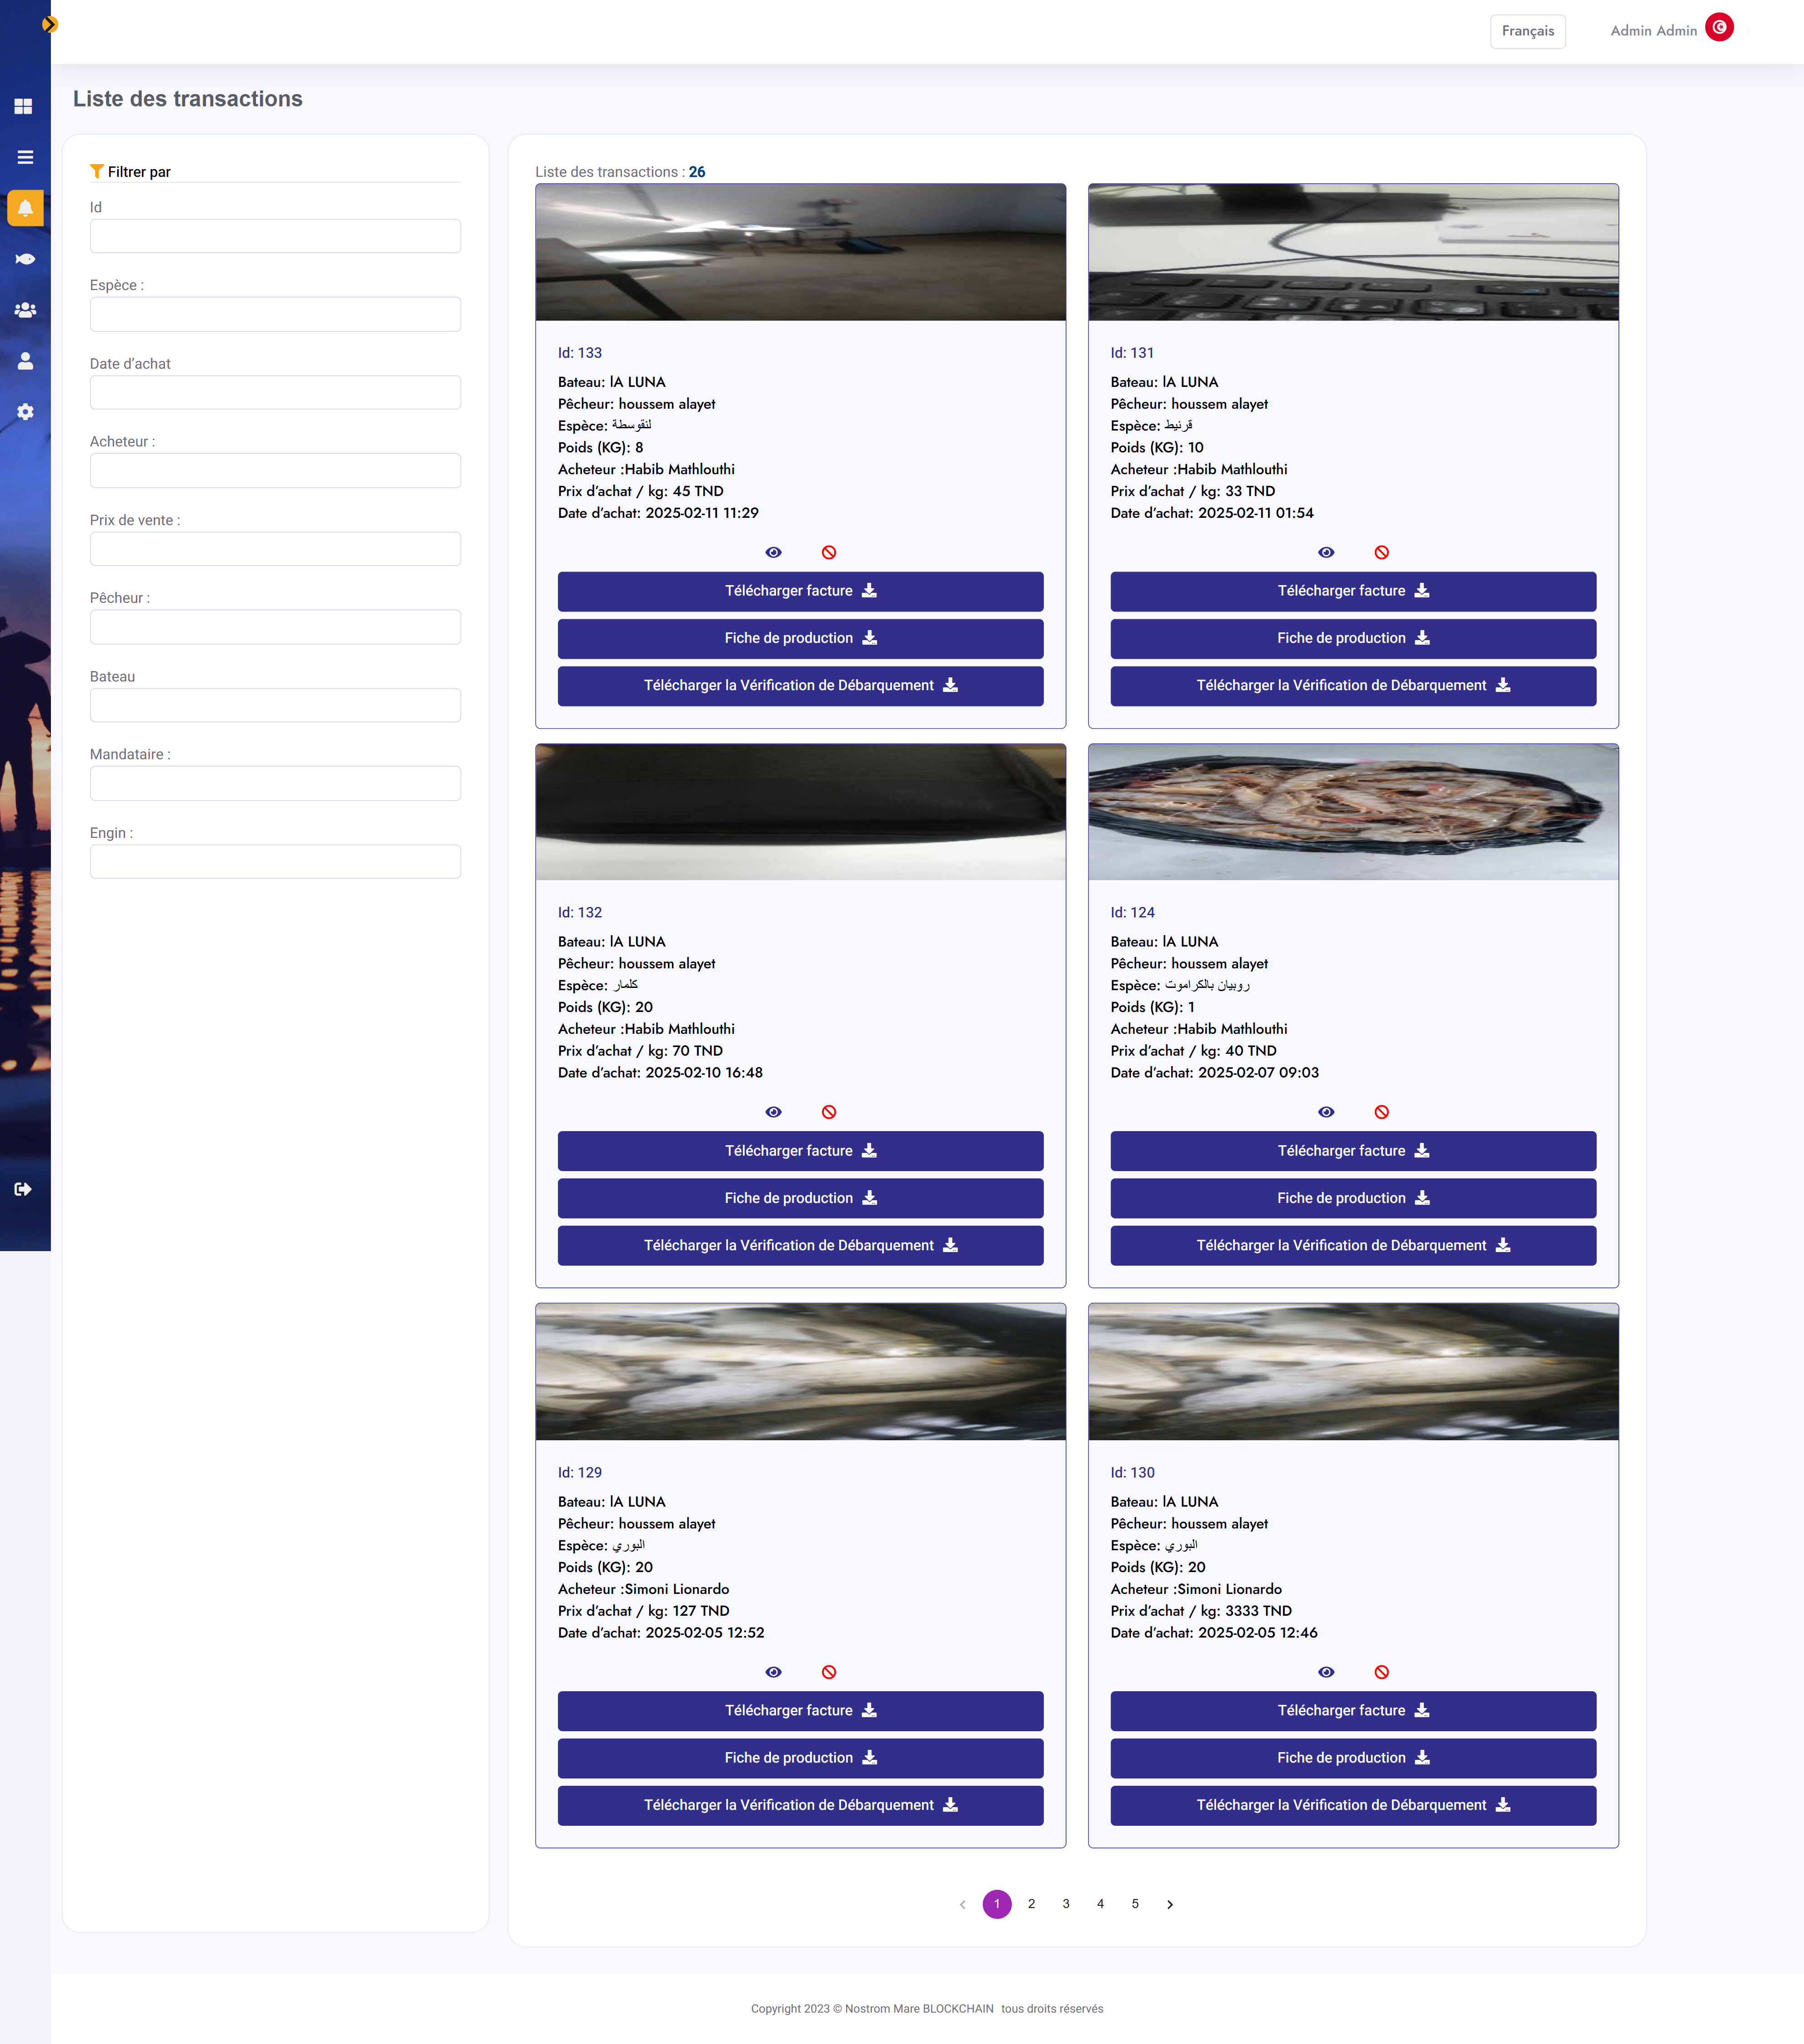 Français
Admin Admin
Liste des transactions
Filtrer par
Id
Espèce :
Date d'achat
Acheteur :
Prix de vente :
Pêcheur :
Bateau
Mandataire :
Engin :
Liste des transactions : 26
Id: 133
Bateau: lA LUNA
Pêcheur: houssem alayet
Espèce: لنقوسطة
Poids (KG): 8
Acheteur :Habib Mathlouthi
Prix d'achat / kg: 45 TND
Date d'achat: 2025-02-11 11:29
Télécharger facture
Fiche de production
Télécharger la Vérification de Débarquement
Id: 131
Bateau: lA LUNA
Pêcheur: houssem alayet
Espèce: قرنيط
Poids (KG): 10
Acheteur :Habib Mathlouthi
Prix d'achat / kg: 33 TND
Date d'achat: 2025-02-11 01:54
Télécharger facture
Fiche de production
Télécharger la Vérification de Débarquement
Id: 132
Bateau: lA LUNA
Pêcheur: houssem alayet
Espèce: كلمار
Poids (KG): 20
Acheteur :Habib Mathlouthi
Prix d'achat / kg: 70 TND
Date d'achat: 2025-02-10 16:48
Télécharger facture
Fiche de production
Télécharger la Vérification de Débarquement
Id: 124
Bateau: lA LUNA
Pêcheur: houssem alayet
Espèce: روبيان بالكراموت
Poids (KG): 1
Acheteur :Habib Mathlouthi
Prix d'achat / kg: 40 TND
Date d'achat: 2025-02-07 09:03
Télécharger facture
Fiche de production
Télécharger la Vérification de Débarquement
Id: 129
Bateau: lA LUNA
Pêcheur: houssem alayet
Espèce: البوري
Poids (KG): 20
Acheteur :Simoni Lionardo
Prix d'achat / kg: 127 TND
Date d'achat: 2025-02-05 12:52
Télécharger facture
Fiche de production
Télécharger la Vérification de Débarquement
Id: 130
Bateau: lA LUNA
Pêcheur: houssem alayet
Espèce: البوري
Poids (KG): 20
Acheteur :Simoni Lionardo
Prix d'achat / kg: 3333 TND
Date d'achat: 2025-02-05 12:46
Télécharger facture
Fiche de production
Télécharger la Vérification de Débarquement
1 2 3 4 5
Copyright 2023 © Nostrom Mare BLOCKCHAIN tous droits réservés